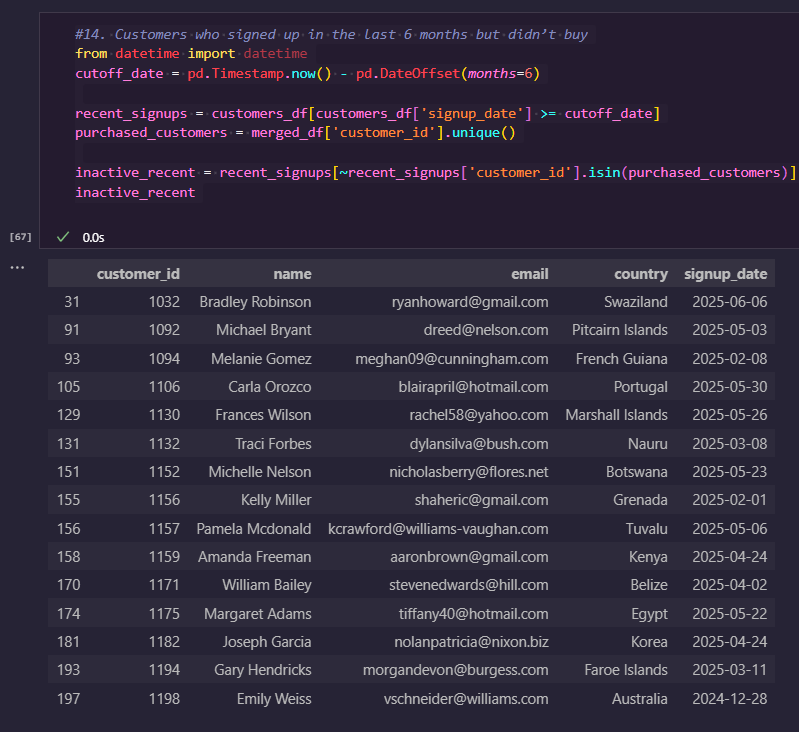 #14. Customers who signed up in the last 6 months but didn’t buy
from datetime import datetime
cutoff_date = pd.Timestamp.now() - pd.DateOffset(months=6)
recent_signups = customers_df[customers_df['signup_date'] >= cutoff_date]
purchased_customers = merged_df['customer_id'].unique()
inactive_recent = recent_signups[~recent_signups['customer_id'].isin(purchased_customers)]
inactive_recent
[67] ✓ 0.0s
... customer_id name email country signup_date
31 1032 Bradley Robinson ryanhoward@gmail.com Swaziland 2025-06-06
91 1092 Michael Bryant dreed@nelson.com Pitcairn Islands 2025-05-03
93 1094 Melanie Gomez meghan09@cunningham.com French Guiana 2025-02-08
105 1106 Carla Orozco blairapril@hotmail.com Portugal 2025-05-30
129 1130 Frances Wilson rachel58@yahoo.com Marshall Islands 2025-05-26
131 1132 Traci Forbes dylansilva@bush.com Nauru 2025-03-08
151 1152 Michelle Nelson nicholasberry@flores.net Botswana 2025-05-23
155 1156 Kelly Miller shaheric@gmail.com Grenada 2025-02-01
156 1157 Pamela Mcdonald kcrawford@williams-vaughan.com Tuvalu 2025-05-06
158 1159 Amanda Freeman aaronbrown@gmail.com Kenya 2025-04-24
170 1171 William Bailey stevenedwards@hill.com Belize 2025-04-02
174 1175 Margaret Adams tiffany40@hotmail.com Egypt 2025-05-22
181 1182 Joseph Garcia nolanpatricia@nixon.biz Korea 2025-04-24
193 1194 Gary Hendricks morgandevon@burgess.com Faroe Islands 2025-03-11
197 1198 Emily Weiss vschneider@williams.com Australia 2024-12-28